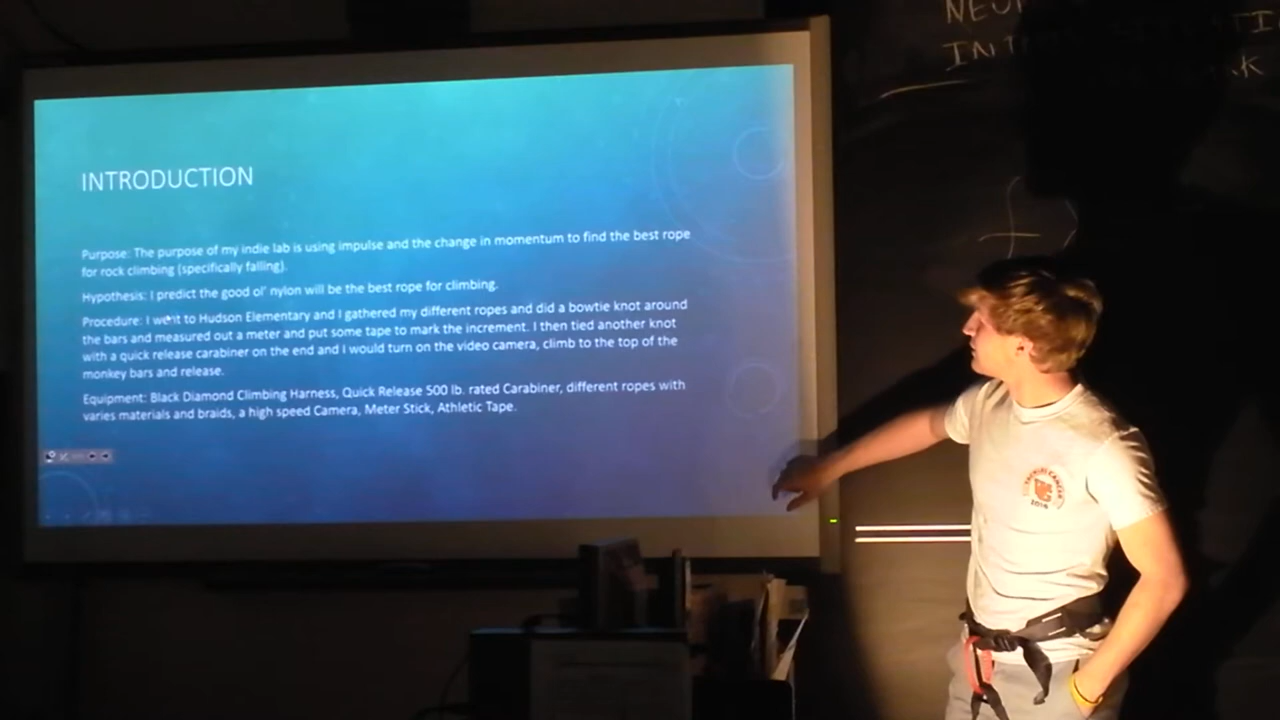 INTRODUCTION
Purpose: The purpose of my indie lab is using impulse and the change in momentum to find the best rope
for rock climbing (specifically falling).
Hypothesis: I predict the good ol' nylon will be the best rope for climbing.
Procedure: I went to Hudson Elementary and I gathered my different ropes and did a bowtie knot around
the bars and measured out a meter and put some tape to mark the increment. I then tied another knot
with a quick release carabiner on the end and I would turn on the video camera, climb to the top of the
monkey bars and release.
Equipment: Black Diamond Climbing Harness, Quick Release 500 lb. rated Carabiner, different ropes with
varies materials and braids, a high speed Camera, Meter Stick, Athletic Tape.